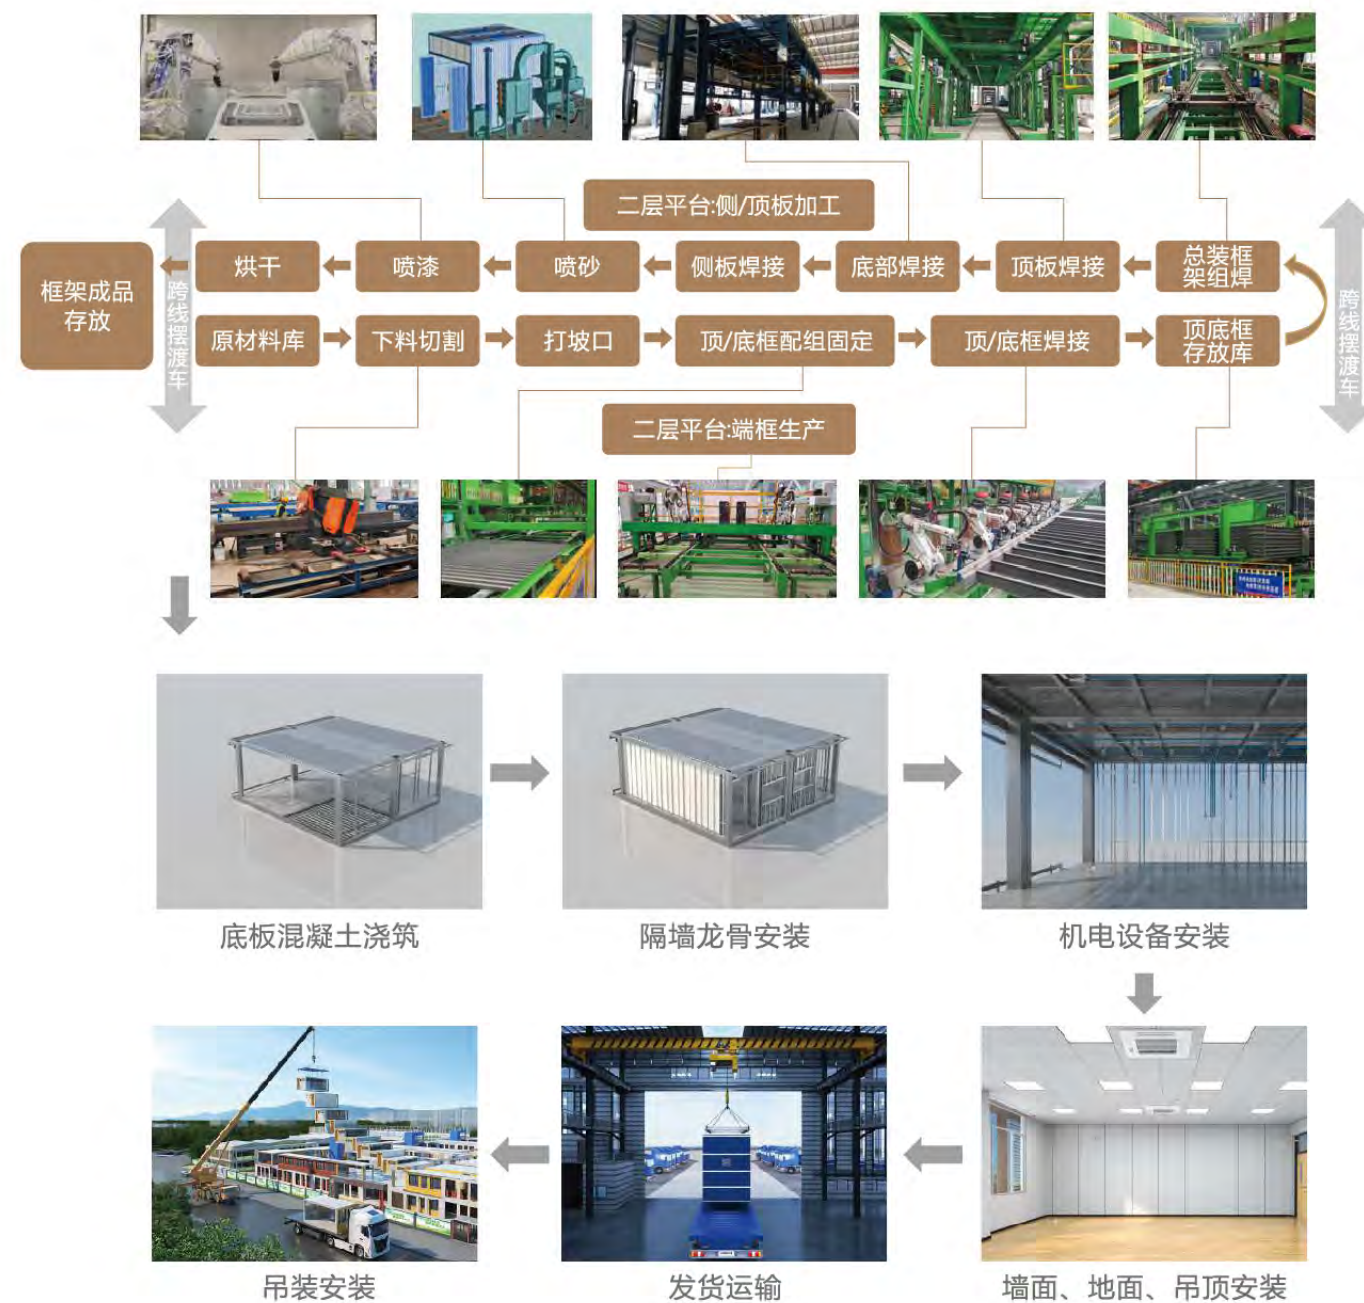 二层平台:侧/顶板加工
框架成品
存放
跨线摆渡车
烘干
喷漆
喷砂
侧板焊接
底部焊接
顶板焊接
总装框
架组焊
跨线摆渡车
原材料库
下料切割
打坡口
顶/底框配组固定
顶/底框焊接
顶底框
存放库
二层平台:端框生产
底板混凝土浇筑
隔墙龙骨安装
机电设备安装
吊装安装
发货运输
墙面、地面、吊顶安装